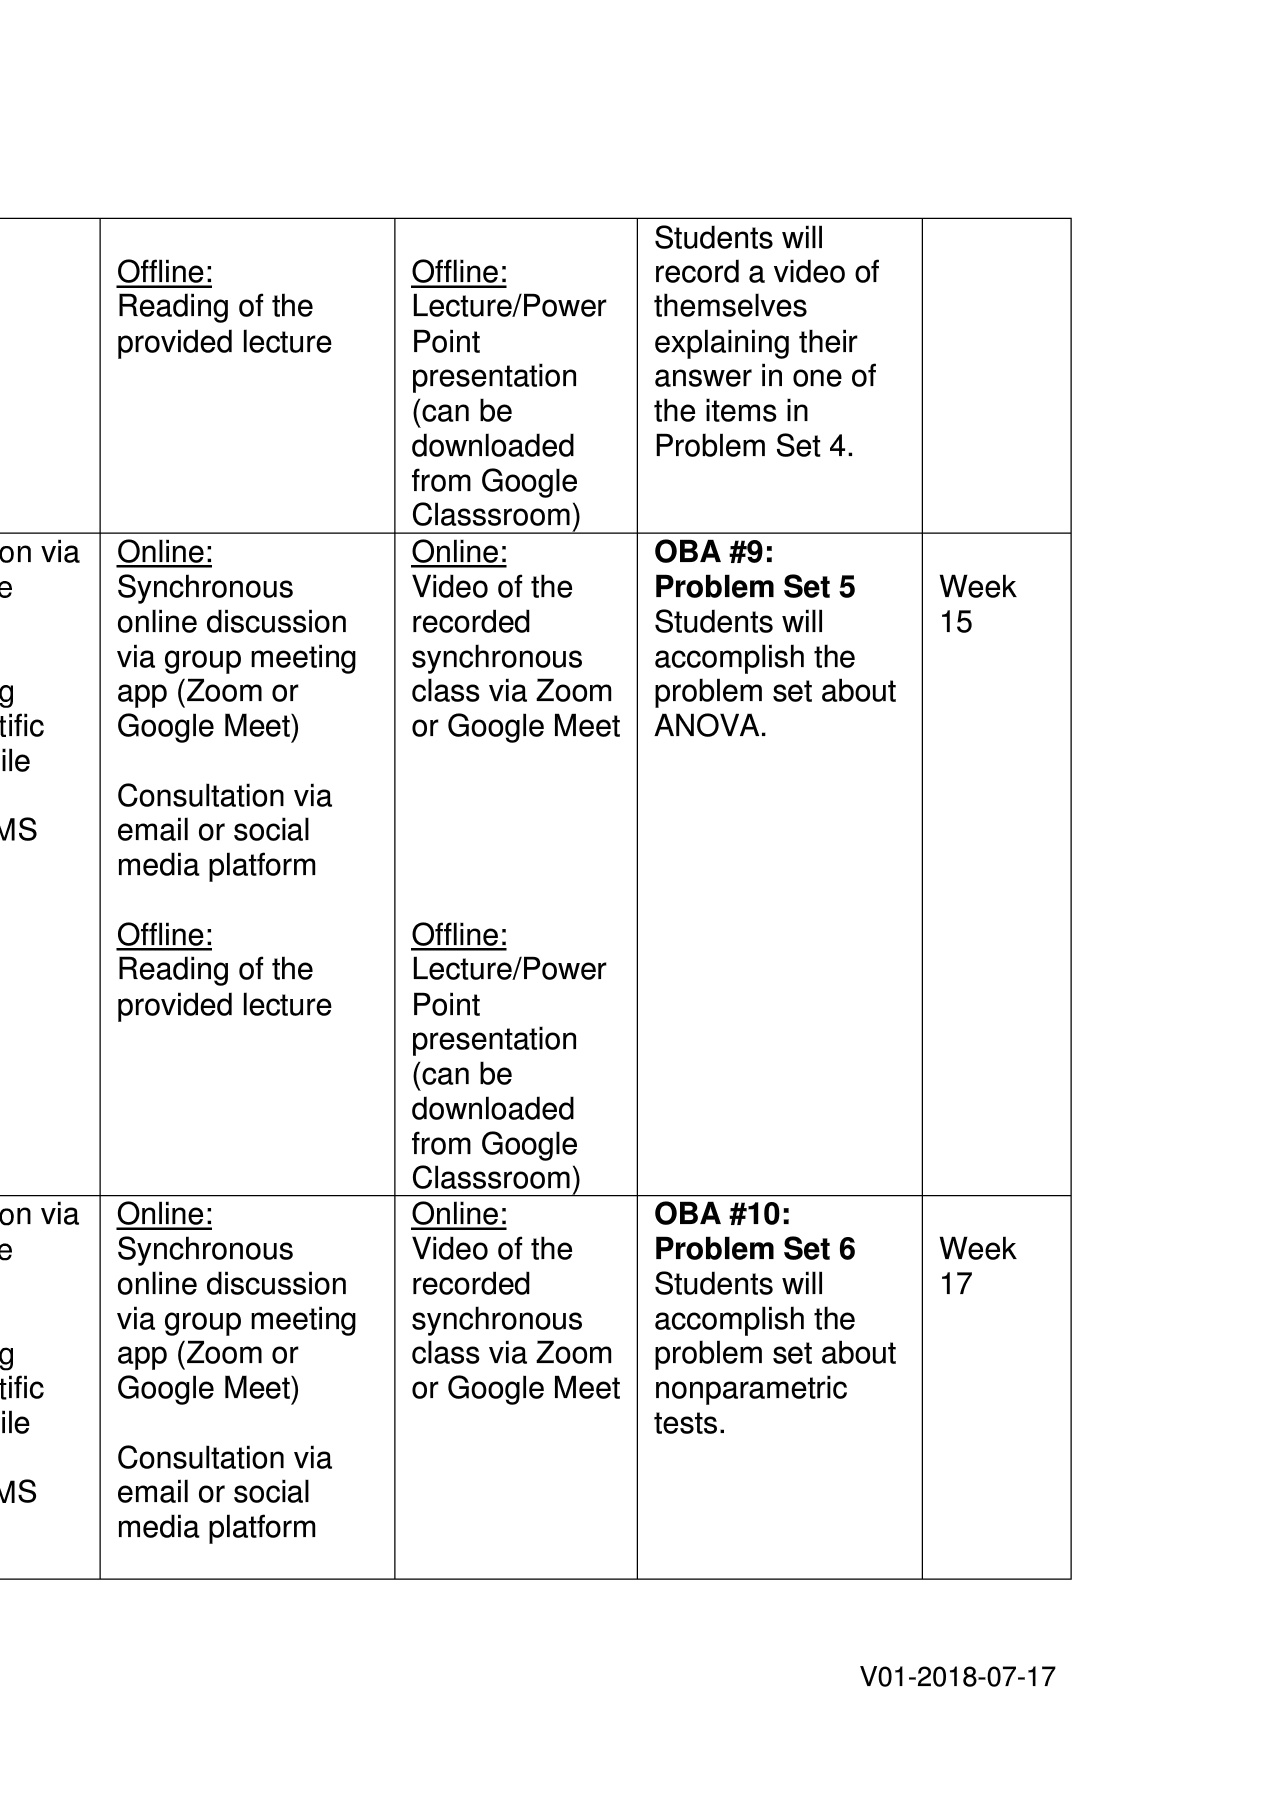 Offline:
Reading of the
provided lecture
Offline:
Lecture/Power
Point
presentation
(can be
downloaded
from Google
Classsroom)
Students will
record a video of
themselves
explaining their
answer in one of
the items in
Problem Set 4.
on via
e
g
tific
ile
MS
Online:
Synchronous
online discussion
via group meeting
app (Zoom or
Google Meet)
Consultation via
email or social
media platform
Offline:
Reading of the
provided lecture
Online:
Video of the
recorded
synchronous
class via Zoom
or Google Meet
Offline:
Lecture/Power
Point
presentation
(can be
downloaded
from Google
Classsroom)
OBA #9:
Problem Set 5
Students will
accomplish the
problem set about
ANOVA.
Week
15
on via
e
g
tific
ile
MS
Online:
Synchronous
online discussion
via group meeting
app (Zoom or
Google Meet)
Consultation via
email or social
media platform
Online:
Video of the
recorded
synchronous
class via Zoom
or Google Meet
OBA #10:
Problem Set 6
Students will
accomplish the
problem set about
nonparametric
tests.
Week
17
V01-2018-07-17